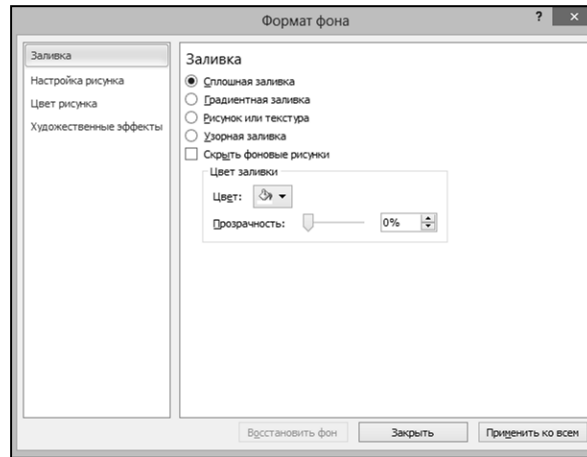 Формат фона
? ×
Заливка
Настройка рисунка
Цвет рисунка
Художественные эффекты
Заливка
Сплошная заливка
Градиентная заливка
Рисунок или текстура
Узорная заливка
Скрыть фоновые рисунки
Цвет заливки
Цвет:
Прозрачность: 0%
Восстановить фон Закрыть Применить ко всем